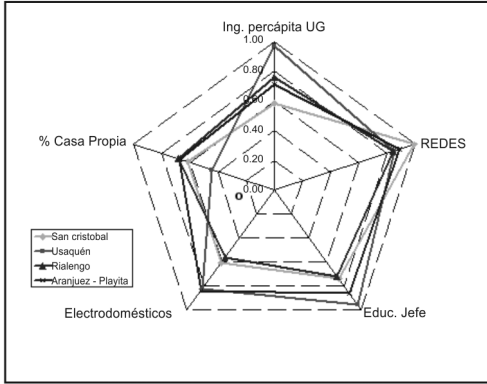 Ing. percápita UG
1.00
0.80
0.60
0.40
0.20
0.00
% Casa Propia
REDES
San cristobal
Usaquén
Rialengo
Aranjuez - Playita
Electrodomésticos
Educ. Jefe